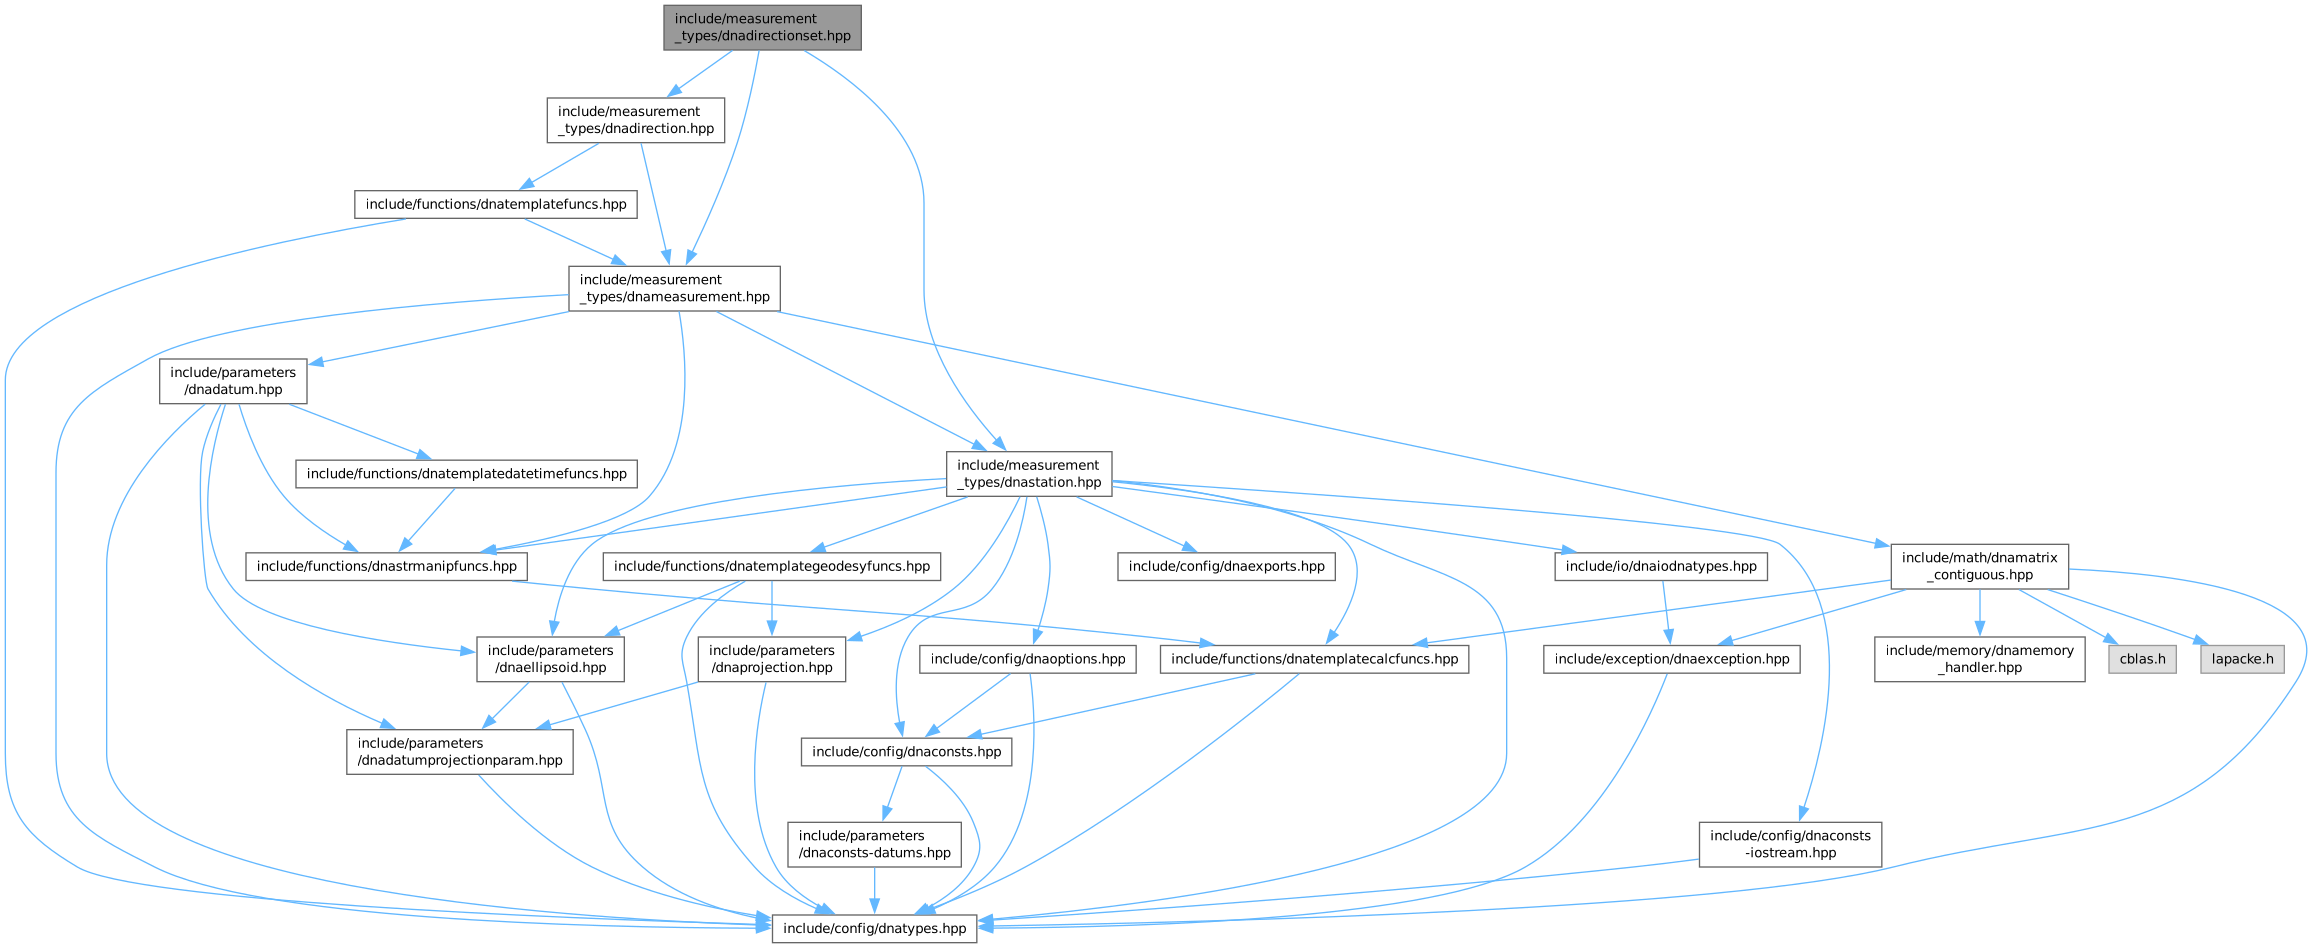 include/measurement
_types/dnadirectionset.hpp
include/measurement
_types/dnadirection.hpp
include/functions/dnatemplatefuncs.hpp
include/measurement
_types/dnameasurement.hpp
include/parameters
/dnadatum.hpp
include/measurement
_types/dnastation.hpp
include/functions/dnatemplatedatetimefuncs.hpp
include/functions/dnastrmanipfuncs.hpp
include/functions/dnatemplategeodesyfuncs.hpp
include/config/dnaexports.hpp
include/io/dnaiodnatypes.hpp
include/math/dnamatrix
_contiguous.hpp
include/parameters
/dnaellipsoid.hpp
include/parameters
/dnaprojection.hpp
include/config/dnaoptions.hpp
include/functions/dnatemplatecalcfuncs.hpp
include/exception/dnaexception.hpp
include/memory/dnamemory
_handler.hpp
cblas.h
lapacke.h
include/parameters
/dnadatumprojectionparam.hpp
include/config/dnaconsts.hpp
include/parameters
/dnaconsts-datums.hpp
include/config/dnaconsts
-iostream.hpp
include/config/dnatypes.hpp